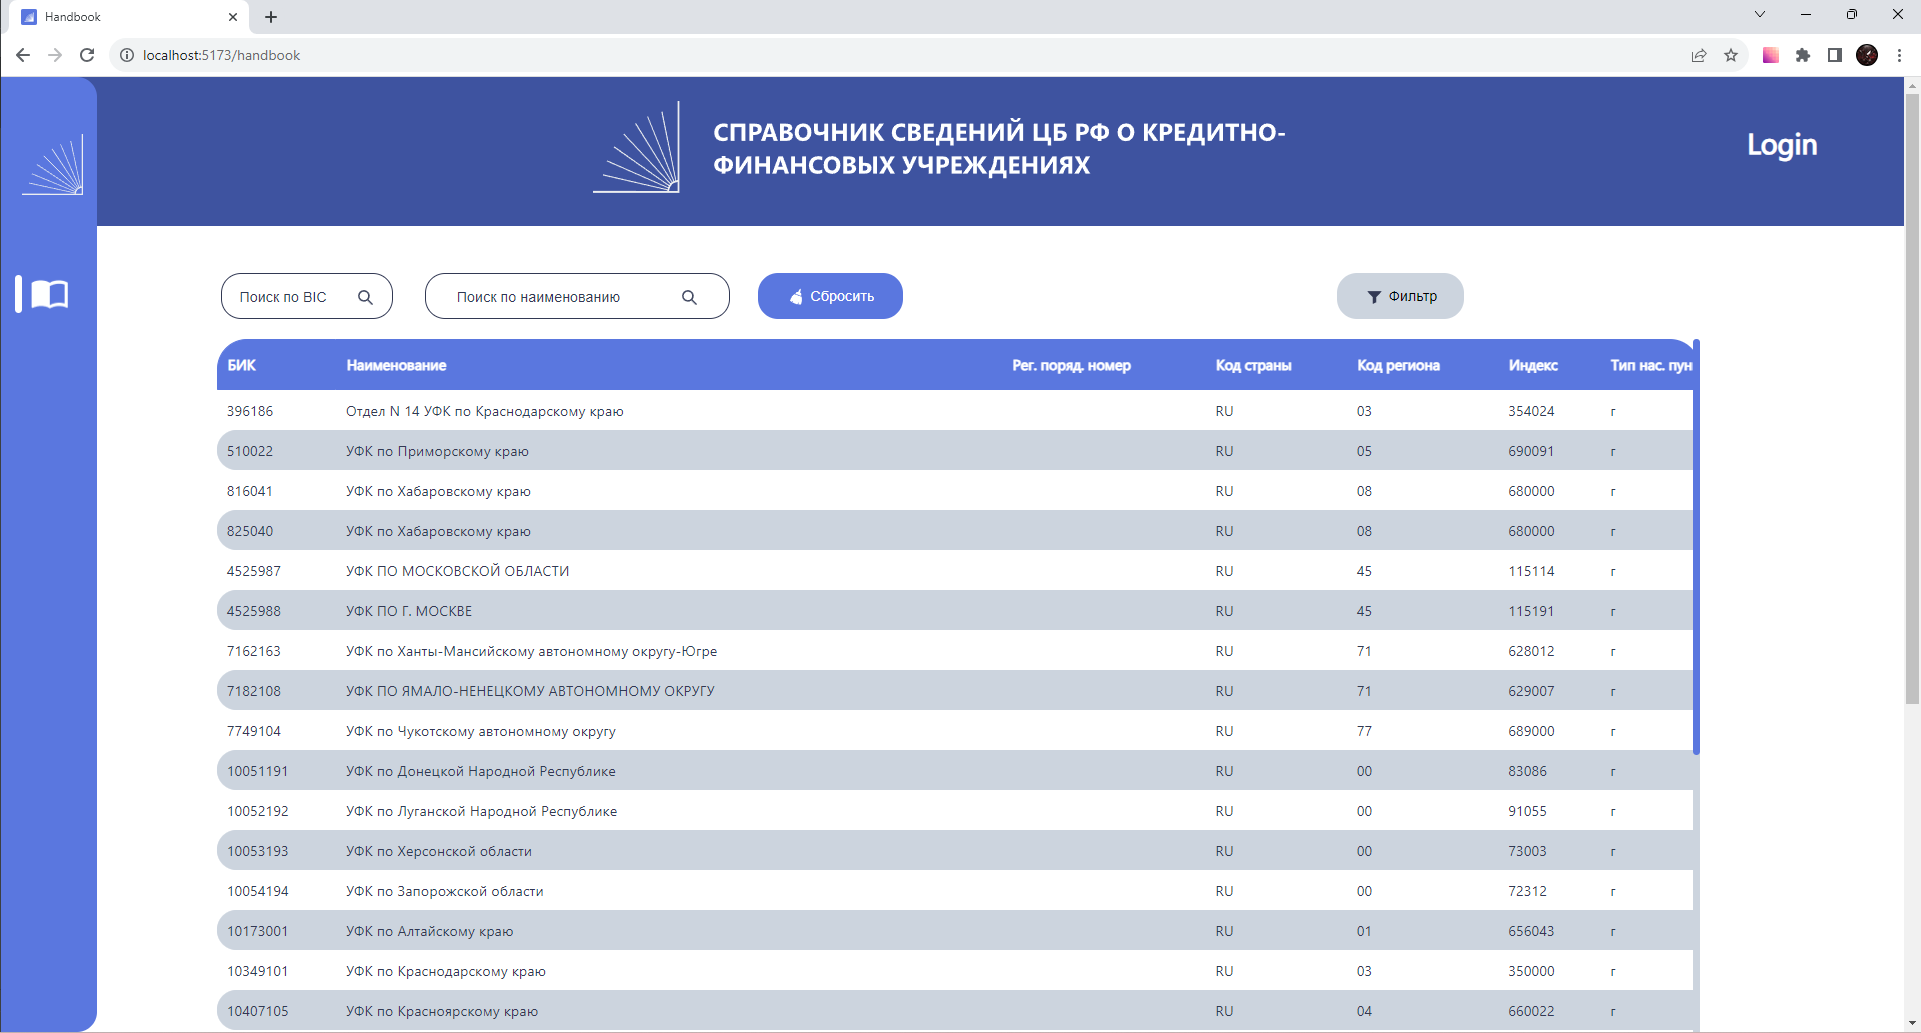 Handbook
localhost:5173/handbook
СПРАВОЧНИК СВЕДЕНИЙ ЦБ РФ О КРЕДИТНО-
ФИНАНСОВЫХ УЧРЕЖДЕНИЯХ
Login
Поиск по BIC Поиск по наименованию Сбросить Фильтр
БИК Наименование Рег. поряд. номер Код страны Код региона Индекс Тип нас. пун
396186 Отдел N 14 УФК по Краснодарскому краю RU 03 354024 г
510022 УФК по Приморскому краю RU 05 690091 г
816041 УФК по Хабаровскому краю RU 08 680000 г
825040 УФК по Хабаровскому краю RU 08 680000 г
4525987 УФК ПО МОСКОВСКОЙ ОБЛАСТИ RU 45 115114 г
4525988 УФК ПО Г. МОСКВЕ RU 45 115191 г
7162163 УФК по Ханты-Мансийскому автономному округу-Югре RU 71 628012 г
7182108 УФК ПО ЯМАЛО-НЕНЕЦКОМУ АВТОНОМНОМУ ОКРУГУ RU 71 629007 г
7749104 УФК по Чукотскому автономному округу RU 77 689000 г
10051191 УФК по Донецкой Народной Республике RU 00 83086 г
10052192 УФК по Луганской Народной Республике RU 00 91055 г
10053193 УФК по Херсонской области RU 00 73003 г
10054194 УФК по Запорожской области RU 00 72312 г
10173001 УФК по Алтайскому краю RU 01 656043 г
10349101 УФК по Краснодарскому краю RU 03 350000 г
10407105 УФК по Красноярскому краю RU 04 660022 г